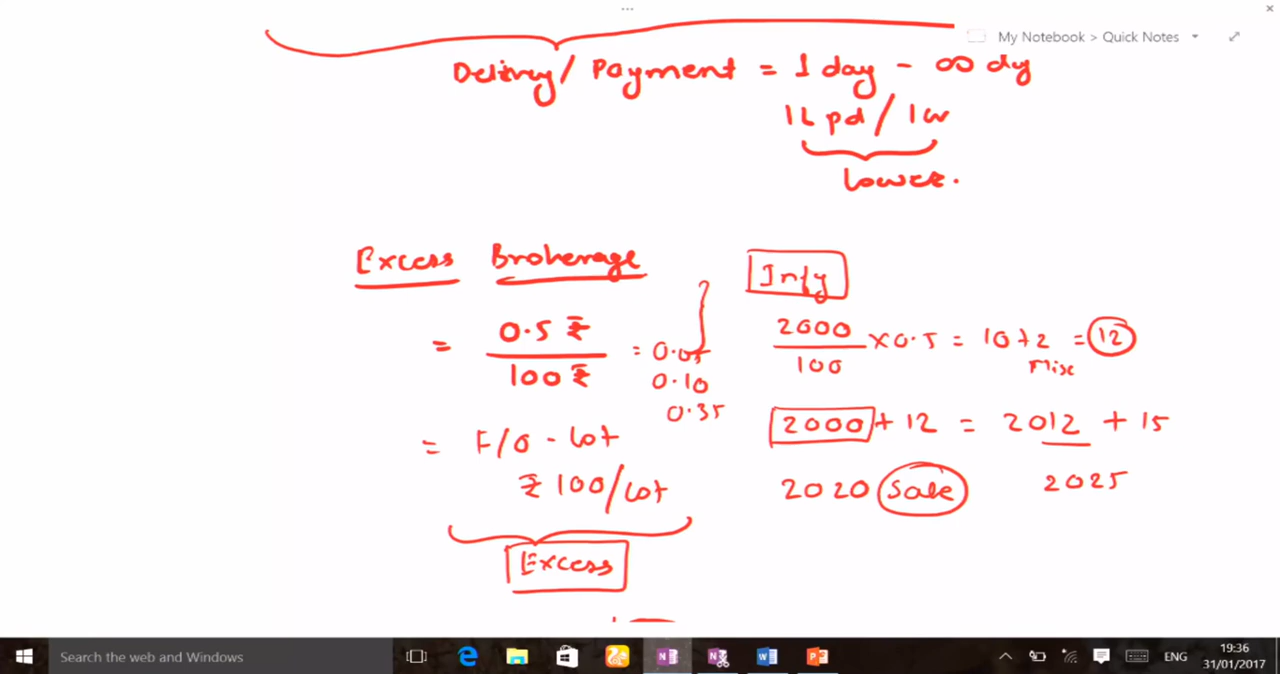 My Notebook > Quick Notes
Delivery / Payment = 1 day - ∞ dy
1L pd / 1w
Lower.
Excess Brokerage
= 0.5 ₹ / 100 ₹ = 0.05
0.10
0.35
= F/O - Lot
₹ 100/Lot
Excess
Infy
2000 / 100 × 0.5 = 10 + 2 = 12
Misc
2000 + 12 = 2012 + 15
2020 Sale 2025
Search the web and Windows
ENG
19:36
31/01/2017